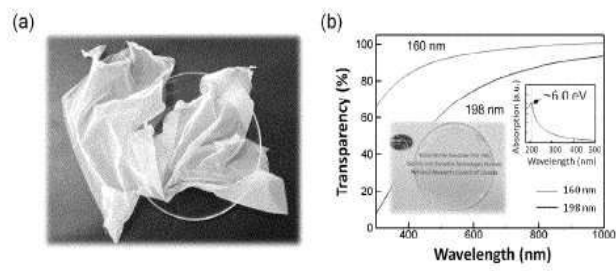 (a)
(b)
100
80
60
40
20
0
Transparency (%)
400
600
800
1000
Wavelength (nm)
160 nm
198 nm
~6.0 eV
Absorption (a.u.)
200 300 400 500
Wavelength (nm)
160 nm
198 nm